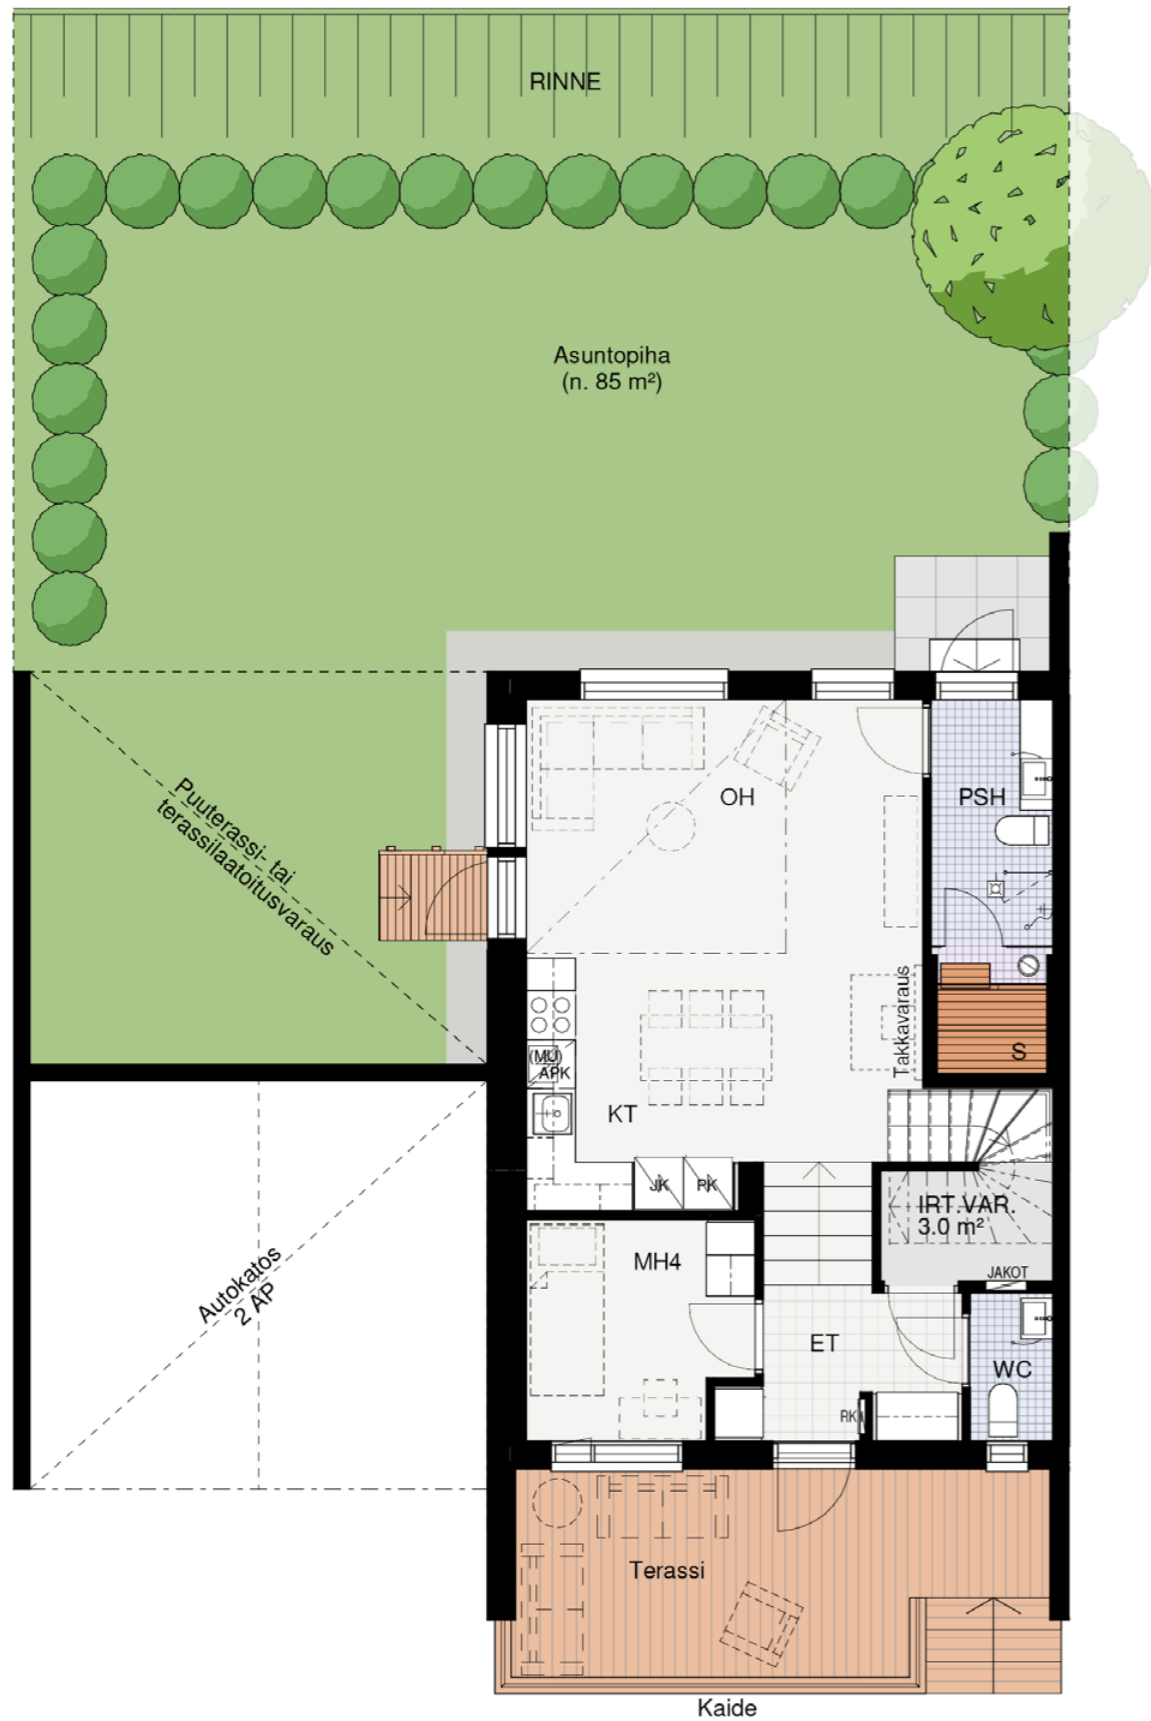 RINNE
Asuntopiha
(n. 85 m²)
Puuterassi- tai
terassilaatoitusvaraus
OH
PSH
Takkavaraus
S
(MU)
APK
KT
JK
PK
IRT.VAR.
3.0 m²
JAKOT
MH4
Autokatos
2 AP
ET
WC
RK
Terassi
Kaide